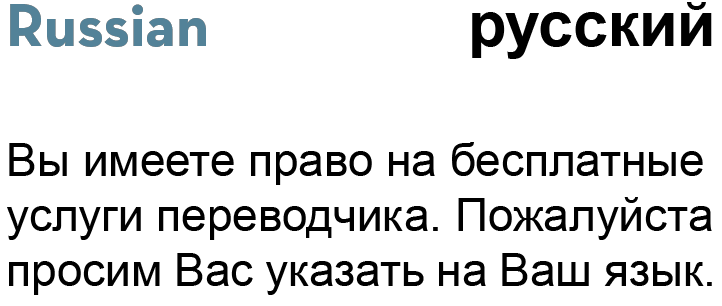 Russian русский
Вы имеете право на бесплатные
услуги переводчика. Пожалуйста
просим Вас указать на Ваш язык.